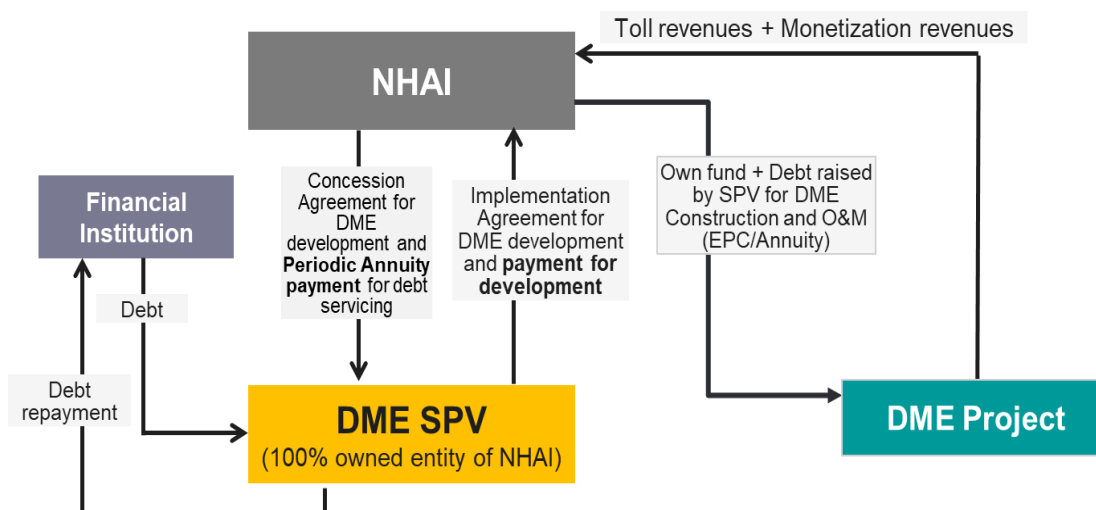 Toll revenues + Monetization revenues
NHAI
Financial
Institution
Concession
Agreement for
DME
development and
Periodic Annuity
payment for debt
servicing
Implementation
Agreement for
DME development
and payment for
development
Own fund + Debt raised
by SPV for DME
Construction and O&M
(EPC/Annuity)
Debt
Debt
repayment
DME SPV
(100% owned entity of NHAI)
DME Project